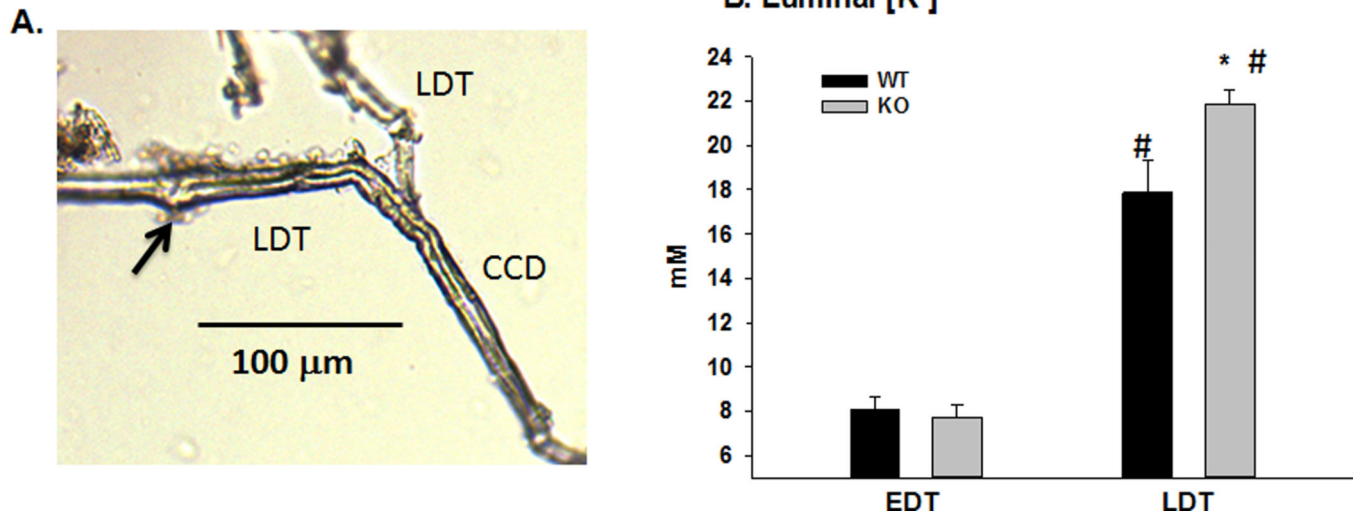 A.
LDT
LDT
CCD
100 μm
B. Luminal [K
]
24
22
20
18
16
14
12
10
8
6
mM
WT
KO
#
* #
EDT
LDT